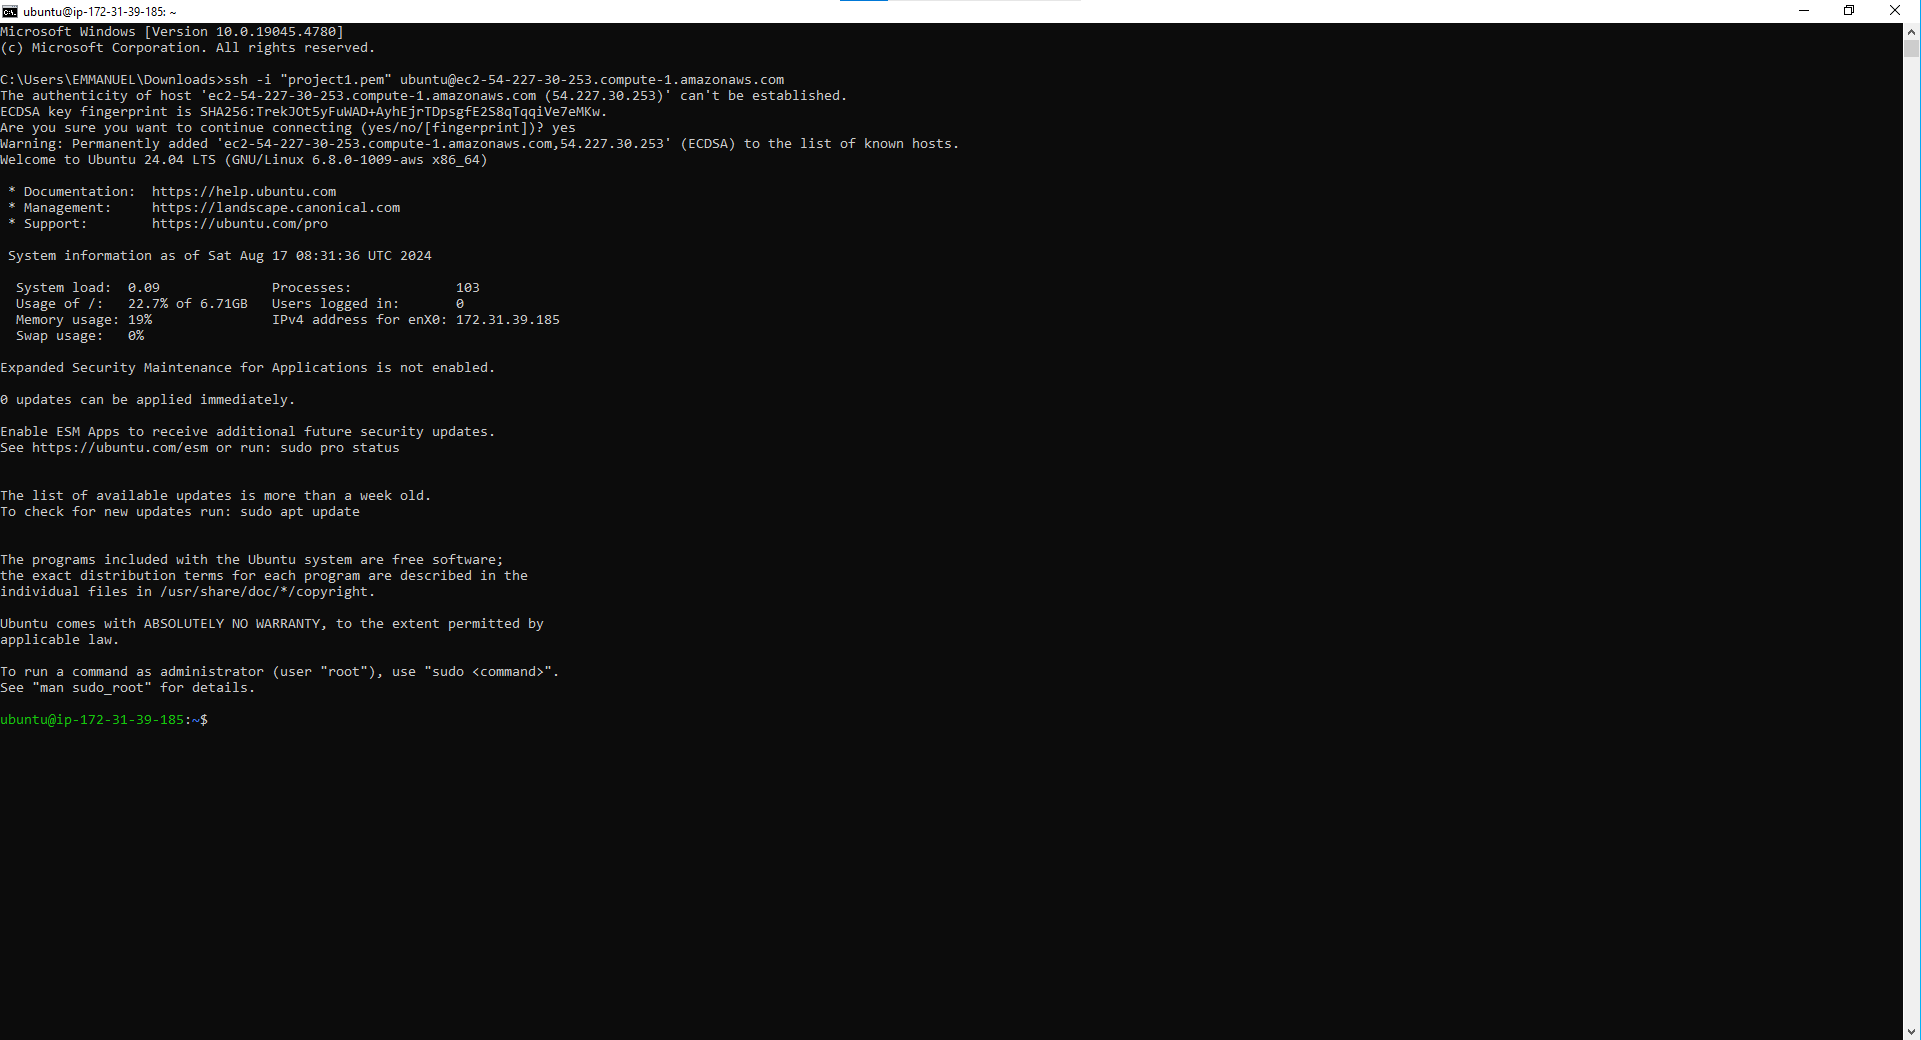 ubuntu@ip-172-31-39-185: ~
Microsoft Windows [Version 10.0.19045.4780]
(c) Microsoft Corporation. All rights reserved.
C:\Users\EMMANUEL\Downloads>ssh -i "project1.pem" ubuntu@ec2-54-227-30-253.compute-1.amazonaws.com
The authenticity of host 'ec2-54-227-30-253.compute-1.amazonaws.com (54.227.30.253)' can't be established.
ECDSA key fingerprint is SHA256:TrekJOt5yFuWAD+AyhEjrTDpsgfE2S8qTqqiVe7eMKw.
Are you sure you want to continue connecting (yes/no/[fingerprint])? yes
Warning: Permanently added 'ec2-54-227-30-253.compute-1.amazonaws.com,54.227.30.253' (ECDSA) to the list of known hosts.
Welcome to Ubuntu 24.04 LTS (GNU/Linux 6.8.0-1009-aws x86_64)
* Documentation:  https://help.ubuntu.com
* Management:     https://landscape.canonical.com
* Support:        https://ubuntu.com/pro
System information as of Sat Aug 17 08:31:36 UTC 2024
System load:  0.09              Processes:             103
Usage of /:   22.7% of 6.71GB   Users logged in:       0
Memory usage: 19%               IPv4 address for enX0: 172.31.39.185
Swap usage:   0%
Expanded Security Maintenance for Applications is not enabled.
0 updates can be applied immediately.
Enable ESM Apps to receive additional future security updates.
See https://ubuntu.com/esm or run: sudo pro status
The list of available updates is more than a week old.
To check for new updates run: sudo apt update
The programs included with the Ubuntu system are free software;
the exact distribution terms for each program are described in the
individual files in /usr/share/doc/*/copyright.
Ubuntu comes with ABSOLUTELY NO WARRANTY, to the extent permitted by
applicable law.
To run a command as administrator (user "root"), use "sudo <command>".
See "man sudo_root" for details.
ubuntu@ip-172-31-39-185:~$